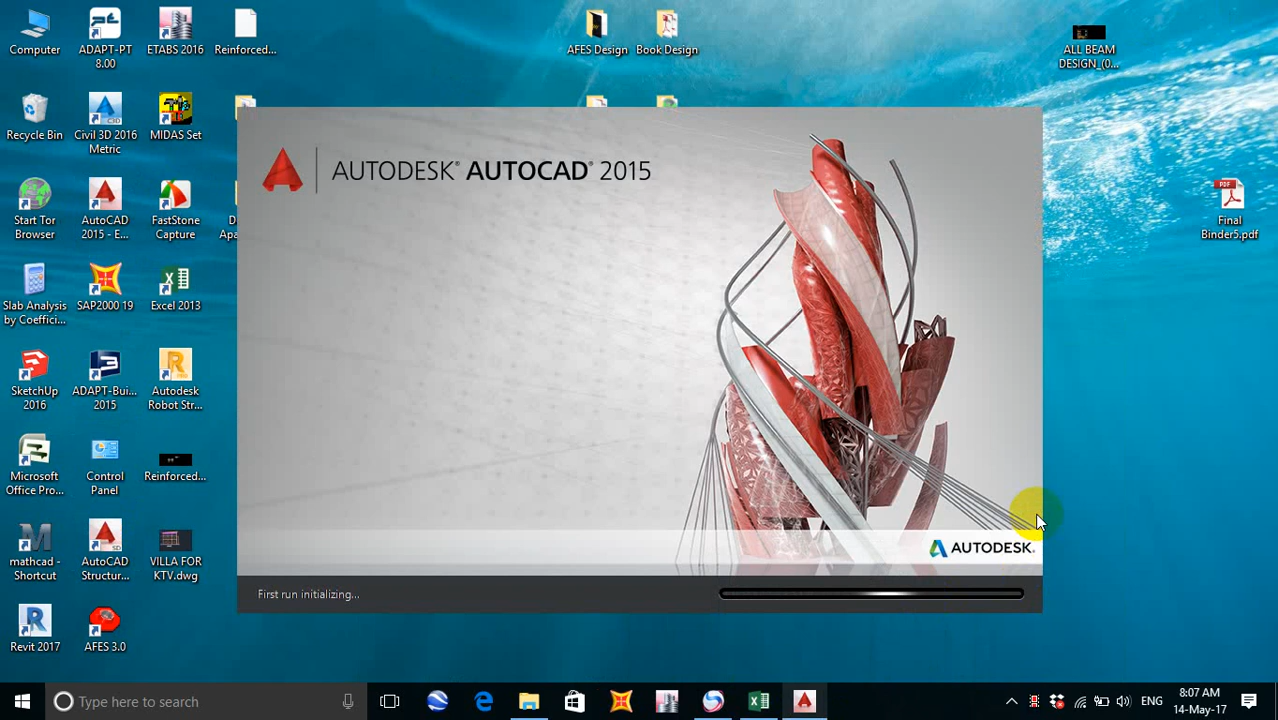 Computer
ADAPT-PT
8.00
ETABS 2016
Reinforced...
AFES Design
Book Design
ALL BEAM
DESIGN_(0...
Recycle Bin
Civil 3D 2016
Metric
MIDAS Set
AUTODESK® AUTOCAD® 2015
Start Tor
Browser
AutoCAD
2015 - E...
FastStone
Capture
D
Apa
Final
Binder5.pdf
Slab Analysis
by Coeffici...
SAP2000 19
Excel 2013
SketchUp
2016
ADAPT-Bui...
2015
Autodesk
Robot Str...
Microsoft
Office Pro...
Control
Panel
Reinforced...
mathcad -
Shortcut
AutoCAD
Structur...
VILLA FOR
KTV.dwg
AUTODESK.
First run initializing...
Revit 2017
AFES 3.0
Type here to search
ENG
8:07 AM
14-May-17